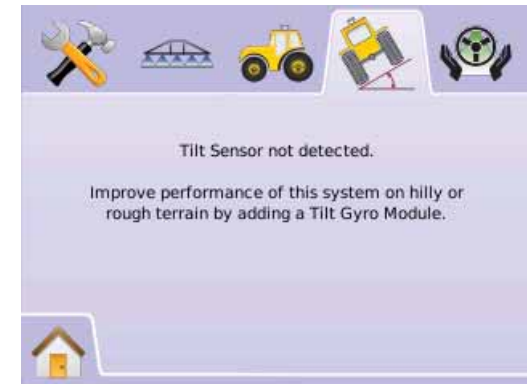 Tilt Sensor not detected.
Improve performance of this system on hilly or
rough terrain by adding a Tilt Gyro Module.